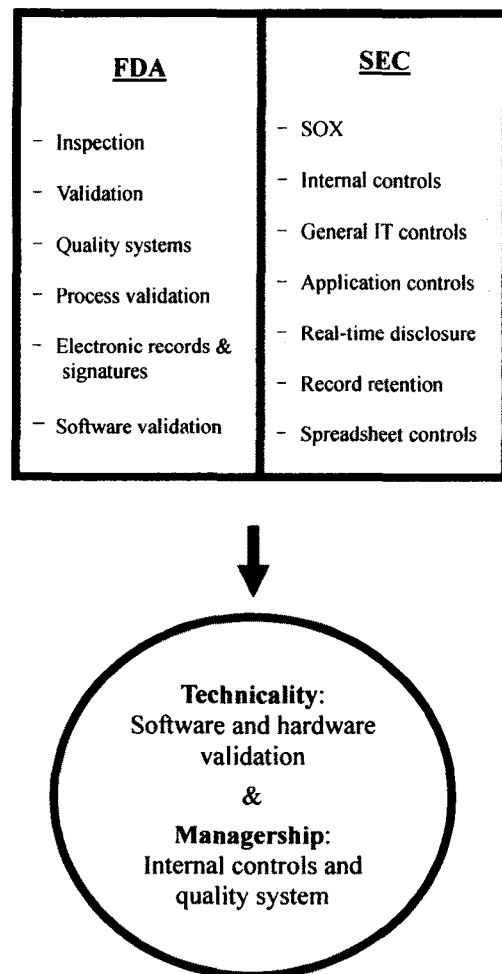 FDA
- Inspection
- Validation
- Quality systems
- Process validation
- Electronic records &
signatures
- Software validation
SEC
- SOX
- Internal controls
- General IT controls
- Application controls
- Real-time disclosure
- Record retention
- Spreadsheet controls
Technicality:
Software and hardware
validation
&
Managership:
Internal controls and
quality system